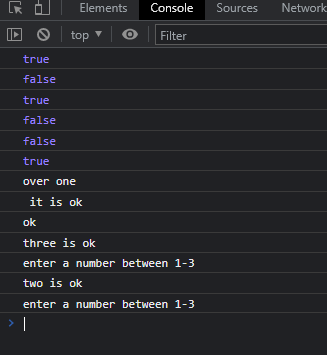 Elements Console Sources Network
top Filter
true
false
true
false
false
true
over one
it is ok
ok
three is ok
enter a number between 1-3
two is ok
enter a number between 1-3